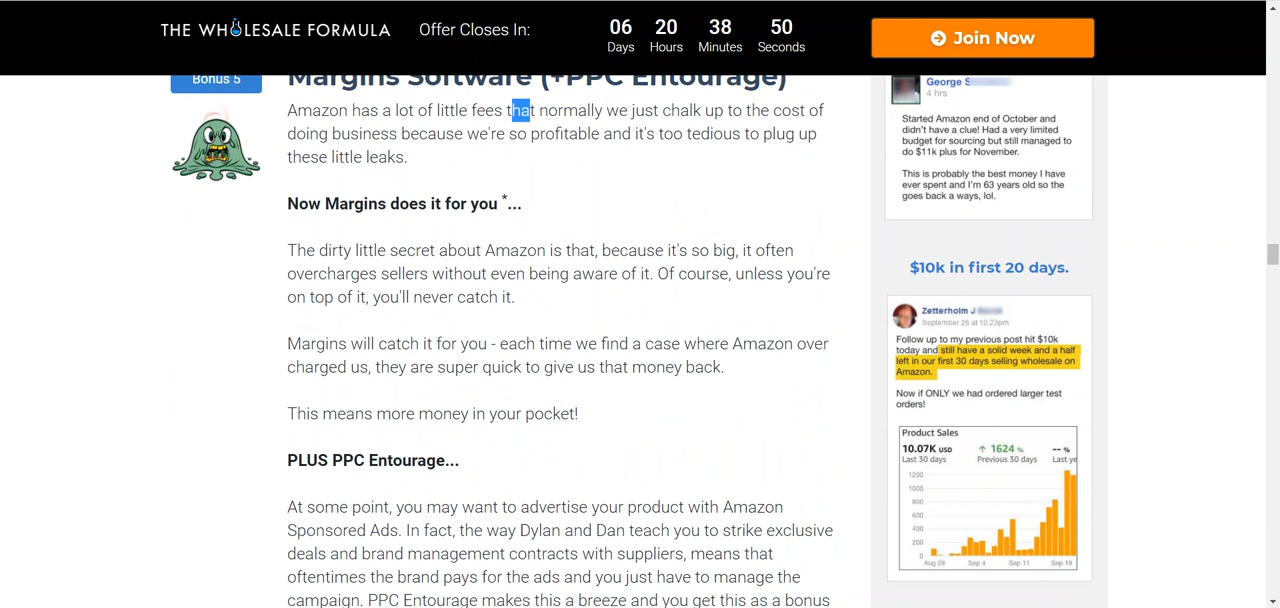 THE WHOLESALE FORMULA
Offer Closes In:
06 20 38 50
Days Hours Minutes Seconds
Join Now
Bonus 5
Margins Software (+PPC Entourage)
Amazon has a lot of little fees that normally we just chalk up to the cost of
doing business because we're so profitable and it's too tedious to plug up
these little leaks.
Now Margins does it for you *...
The dirty little secret about Amazon is that, because it's so big, it often
overcharges sellers without even being aware of it. Of course, unless you're
on top of it, you'll never catch it.
Margins will catch it for you - each time we find a case where Amazon over
charged us, they are super quick to give us that money back.
This means more money in your pocket!
PLUS PPC Entourage...
At some point, you may want to advertise your product with Amazon
Sponsored Ads. In fact, the way Dylan and Dan teach you to strike exclusive
deals and brand management contracts with suppliers, means that
oftentimes the brand pays for the ads and you just have to manage the
campaign. PPC Entourage makes this a breeze and you get this as a bonus
George S
4 hrs
Started Amazon end of October and
didn't have a clue! Had a very limited
budget for sourcing but still managed to
do $11k plus for November.
This is probably the best money I have
ever spent and I'm 63 years old so the
goes back a ways, lol.
$10k in first 20 days.
Zetterholm J
September 26 at 10:23pm
Follow up to my previous post hit $10k
today and still have a solid week and a half
left in our first 30 days selling wholesale on
Amazon.
Now if ONLY we had ordered larger test
orders!
Product Sales
10.07K USD ↑ 1624 % -- %
Last 30 days Previous 30 days Last ye
1200
1000
800
600
400
200
0
Aug 28 Sep 4 Sep 11 Sep 18